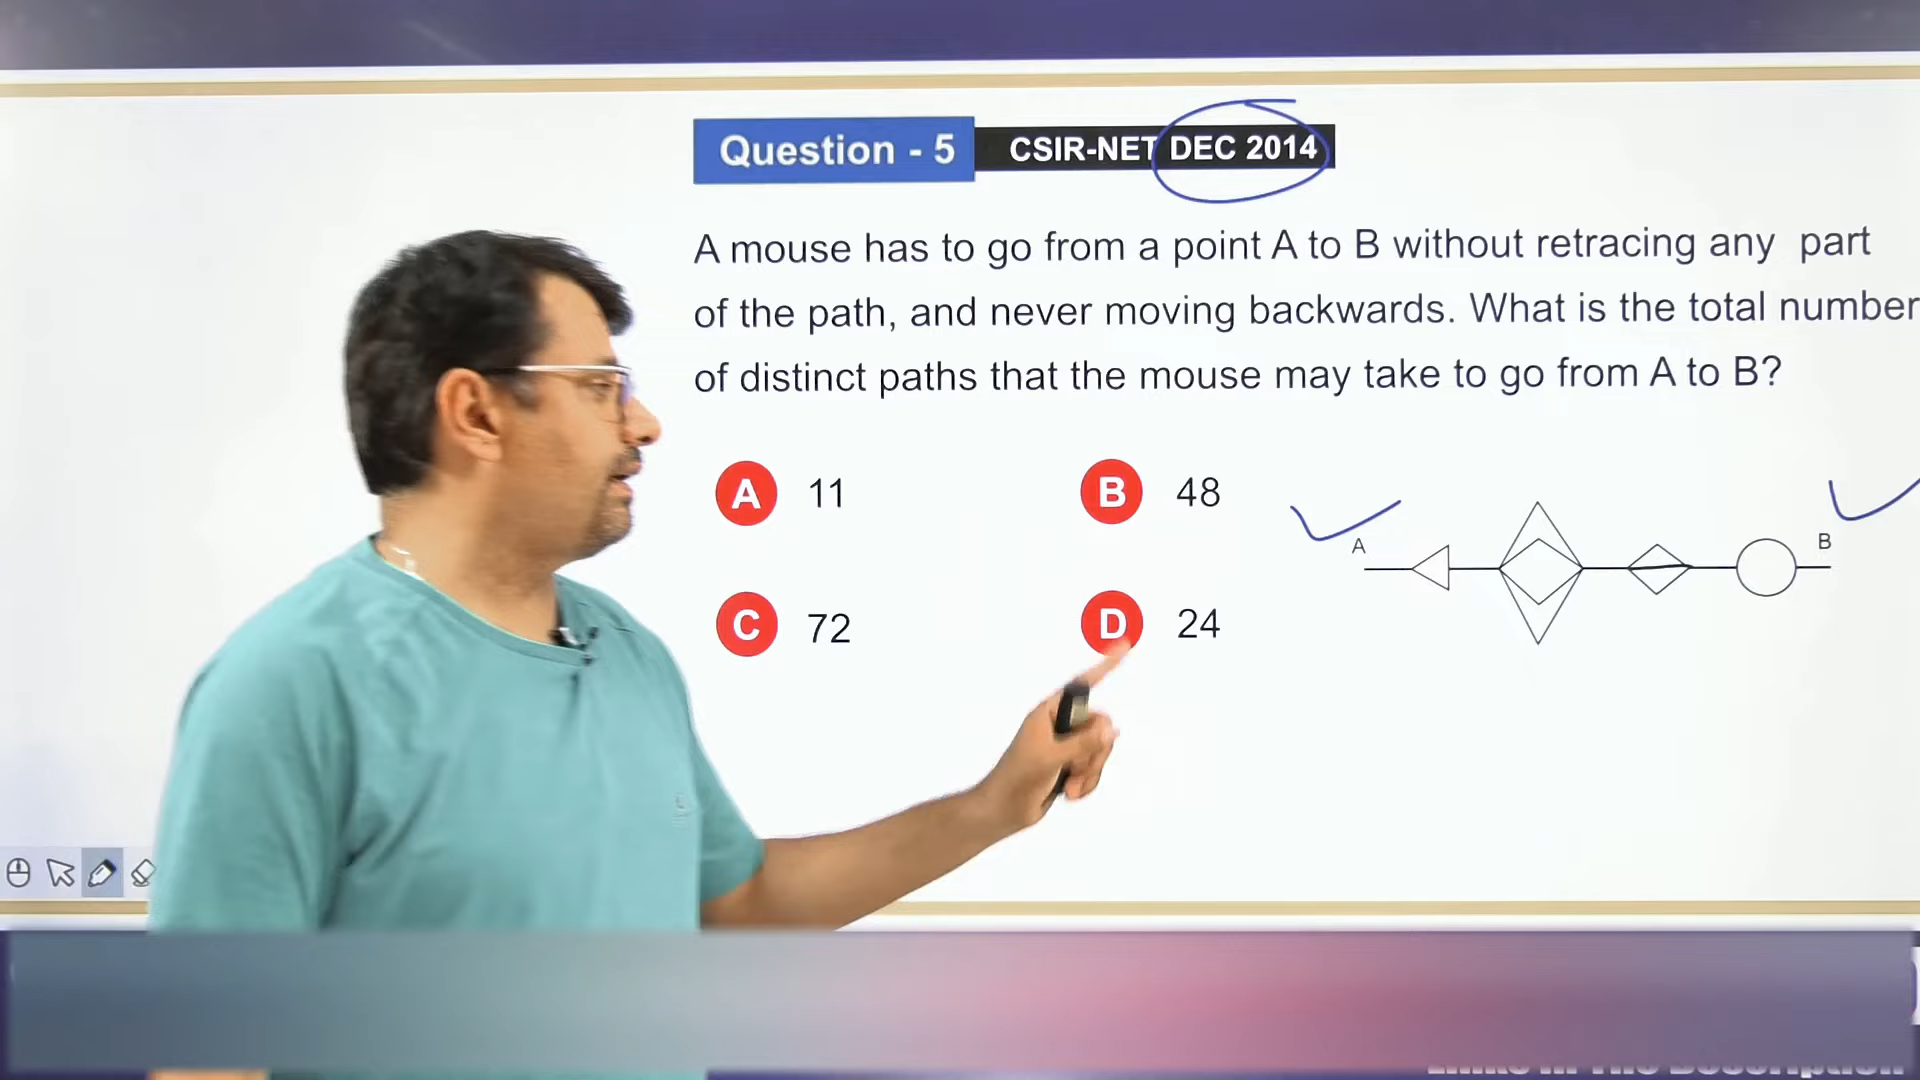 Question - 5 CSIR-NET DEC 2014
A mouse has to go from a point A to B without retracing any part
of the path, and never moving backwards. What is the total number
of distinct paths that the mouse may take to go from A to B?
A 11
B 48
C 72
D 24
A
B